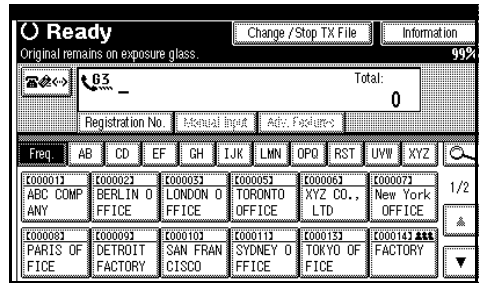 Ready
Change / Stop TX File
Information
Original remains on exposure glass.
99%
G3
Total:
0
Registration No.
Manual Input
Adv. Features
Freq.
AB
CD
EF
GH
IJK
LMN
OPQ
RST
UVW
XYZ
[00001] ABC COMP
ANY
[00002] BERLIN O
FFICE
[00003] LONDON O
FFICE
[00005] TORONTO
OFFICE
[00006] XYZ CO.,
LTD
[00007] New York
OFFICE
1/2
[00008] PARIS OF
FICE
[00009] DETROIT
FACTORY
[00010] SAN FRAN
CISCO
[00011] SYDNEY O
FFICE
[00013] TOKYO OF
FICE
[00014] FACTORY